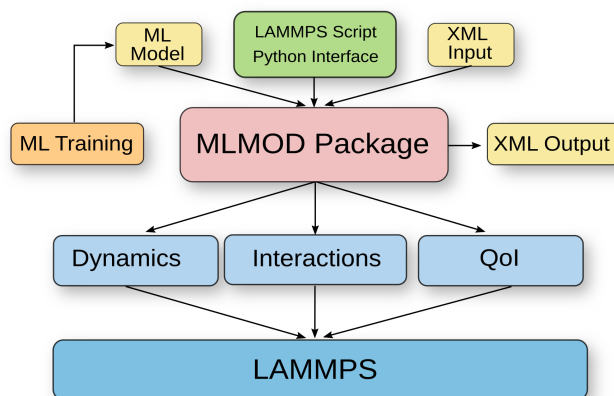 ML
Model
LAMMPS Script
Python Interface
XML
Input
ML Training
MLMOD Package
XML Output
Dynamics
Interactions
QoI
LAMMPS